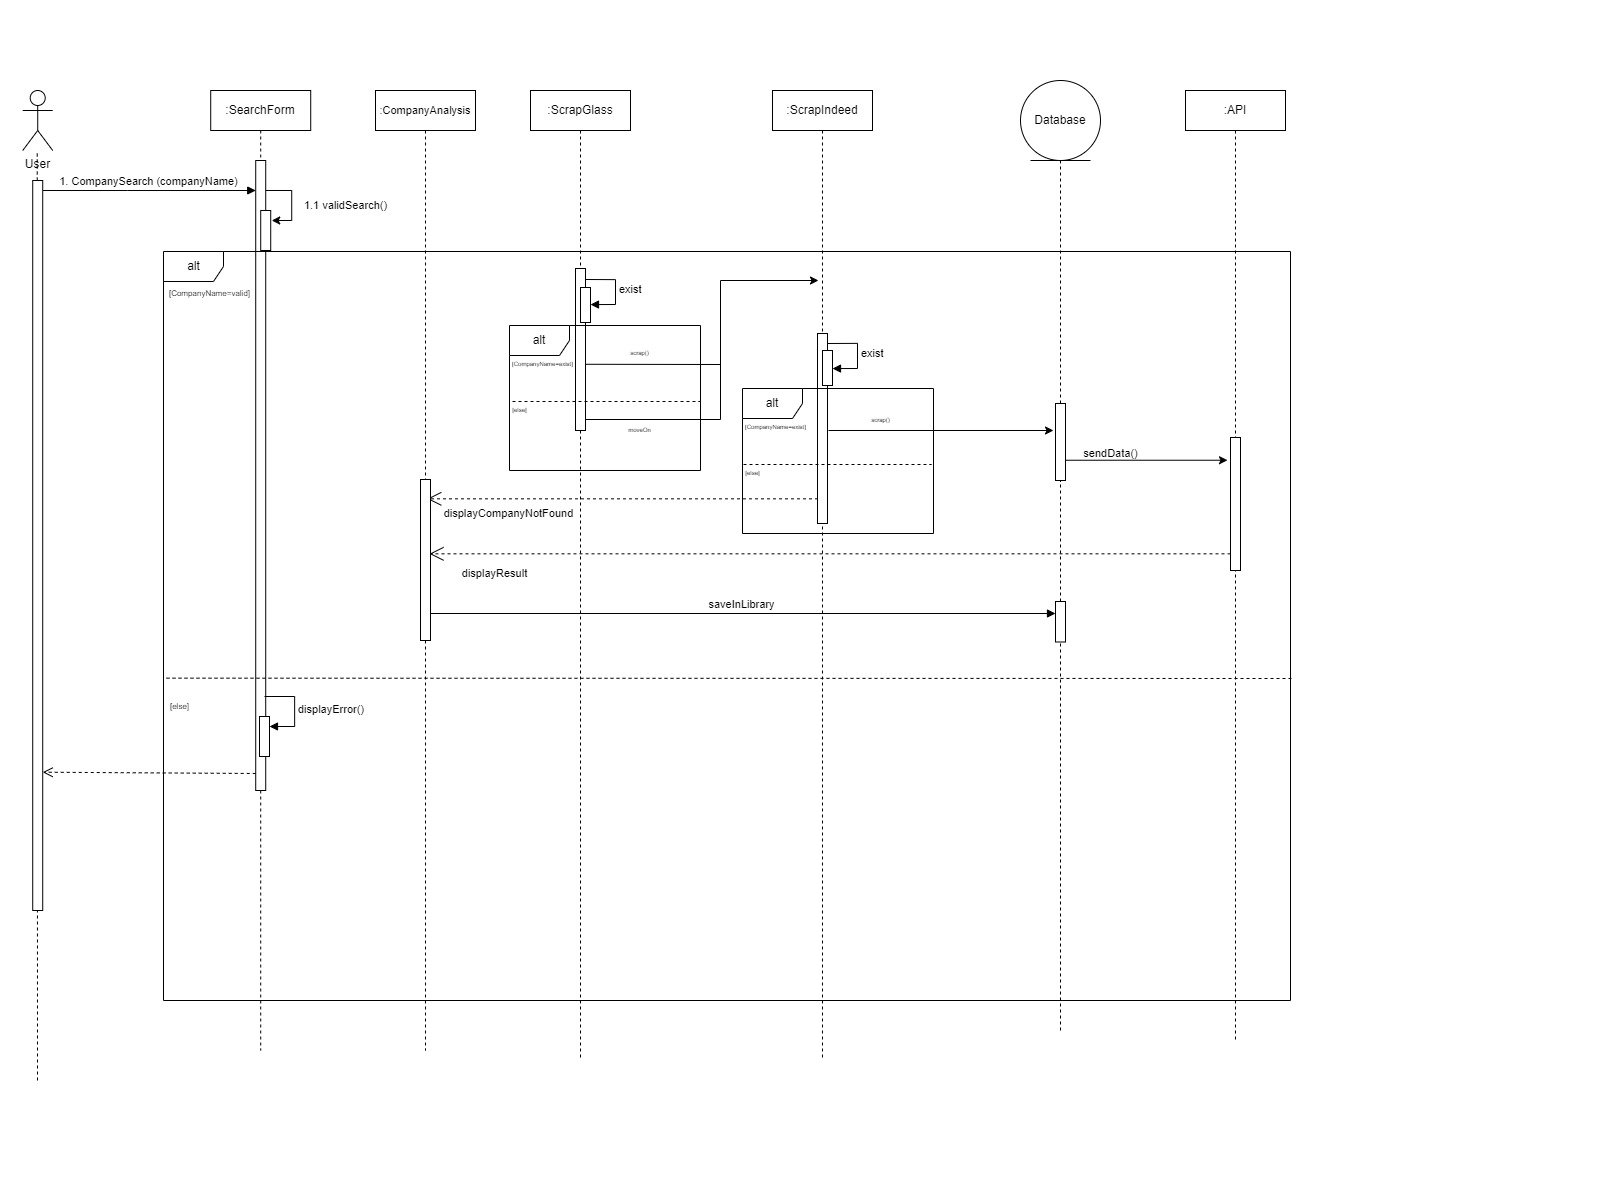 :SearchForm
:CompanyAnalysis
:ScrapGlass
:ScrapIndeed
Database
:API
User
1. CompanySearch (companyName)
1.1 validSearch()
alt
[CompanyName=valid]
exist
alt
scrap()
[CompanyName=exist]
[else]
moveOn
exist
alt
scrap()
[CompanyName=exist]
[else]
sendData()
displayCompanyNotFound
displayResult
saveInLibrary
[else]
displayError()